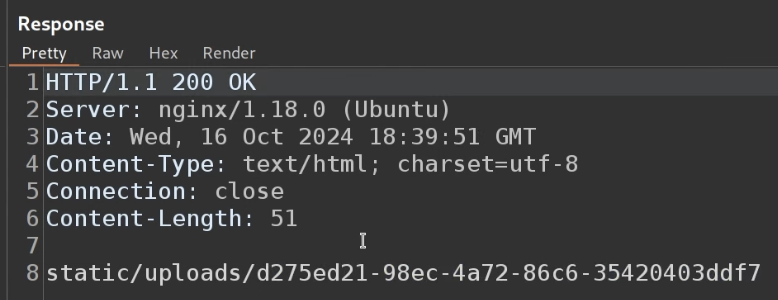 Response
Pretty Raw Hex Render
1 HTTP/1.1 200 OK
2 Server: nginx/1.18.0 (Ubuntu)
3 Date: Wed, 16 Oct 2024 18:39:51 GMT
4 Content-Type: text/html; charset=utf-8
5 Connection: close
6 Content-Length: 51
7
8 static/uploads/d275ed21-98ec-4a72-86c6-35420403ddf7